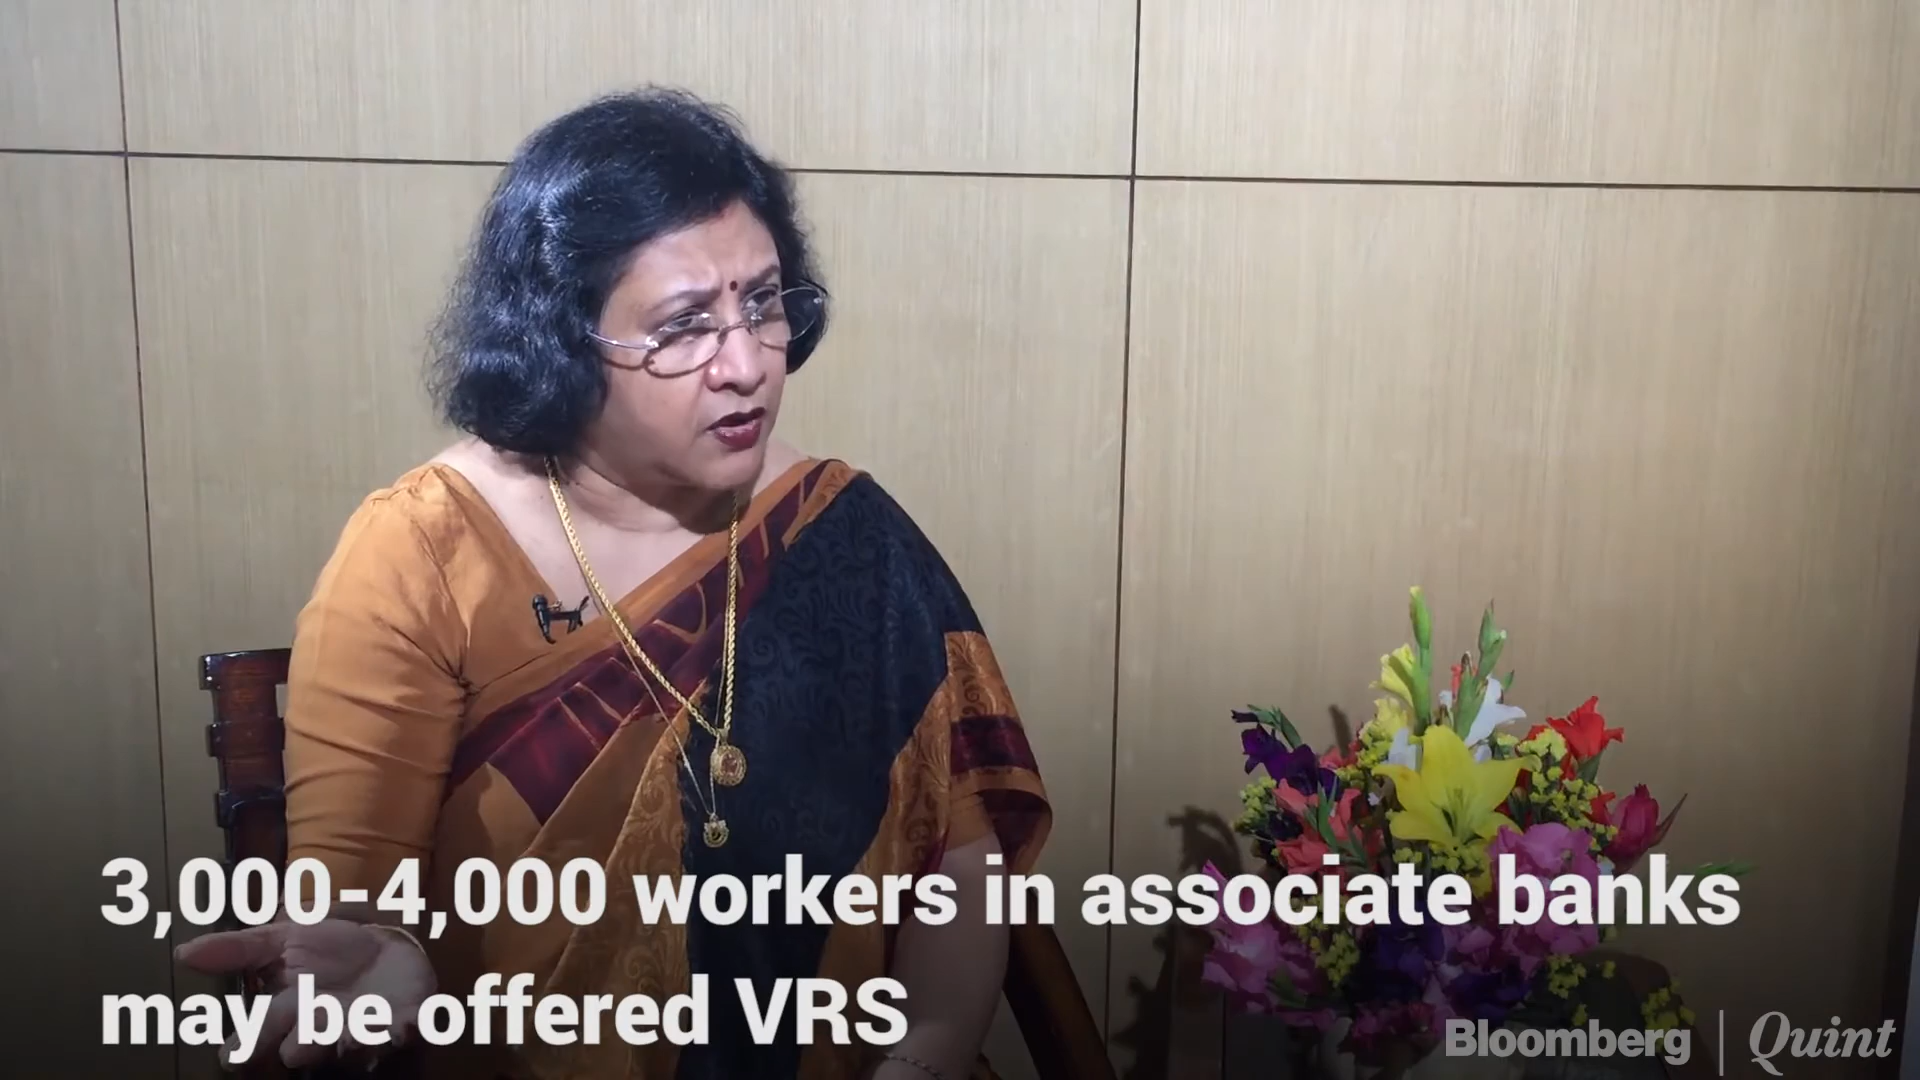 3,000-4,000 workers in associate banks
may be offered VRS
Bloomberg | Quint